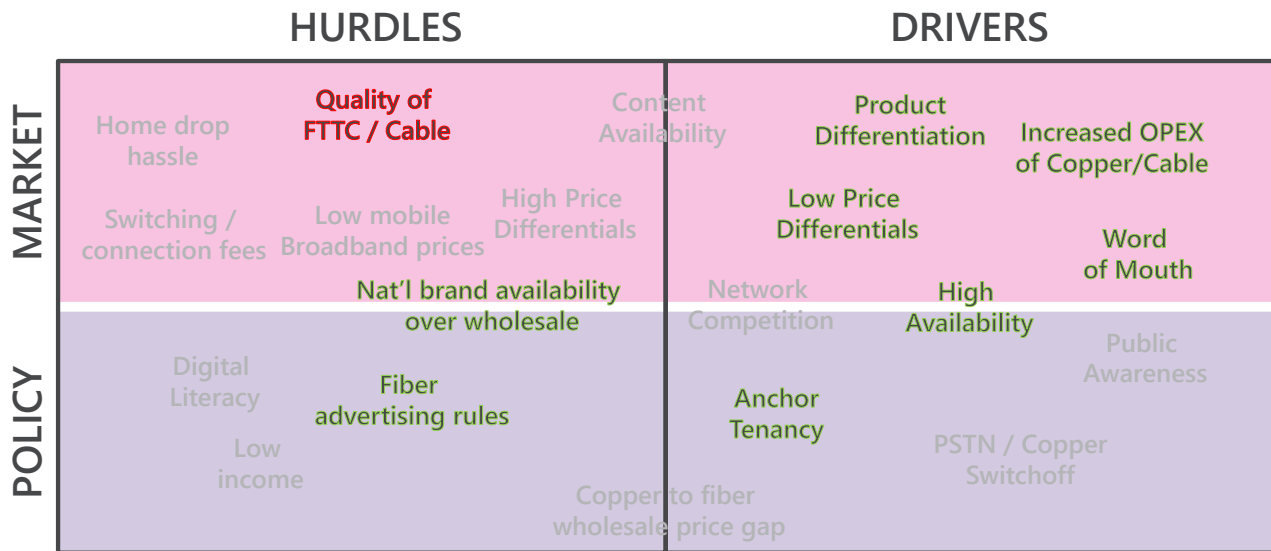 HURDLES
DRIVERS
MARKET
Home drop
hassle
Quality of
FTTC / Cable
Content
Availability
Product
Differentiation
Increased OPEX
of Copper/Cable
Switching /
connection fees
Low mobile
Broadband prices
High Price
Differentials
Low Price
Differentials
Word
of Mouth
Nat'l brand availability
over wholesale
Network
Competition
High
Availability
POLICY
Digital
Literacy
Fiber
advertising rules
Anchor
Tenancy
Public
Awareness
Low
income
Copper to fiber
wholesale price gap
PSTN / Copper
Switchoff